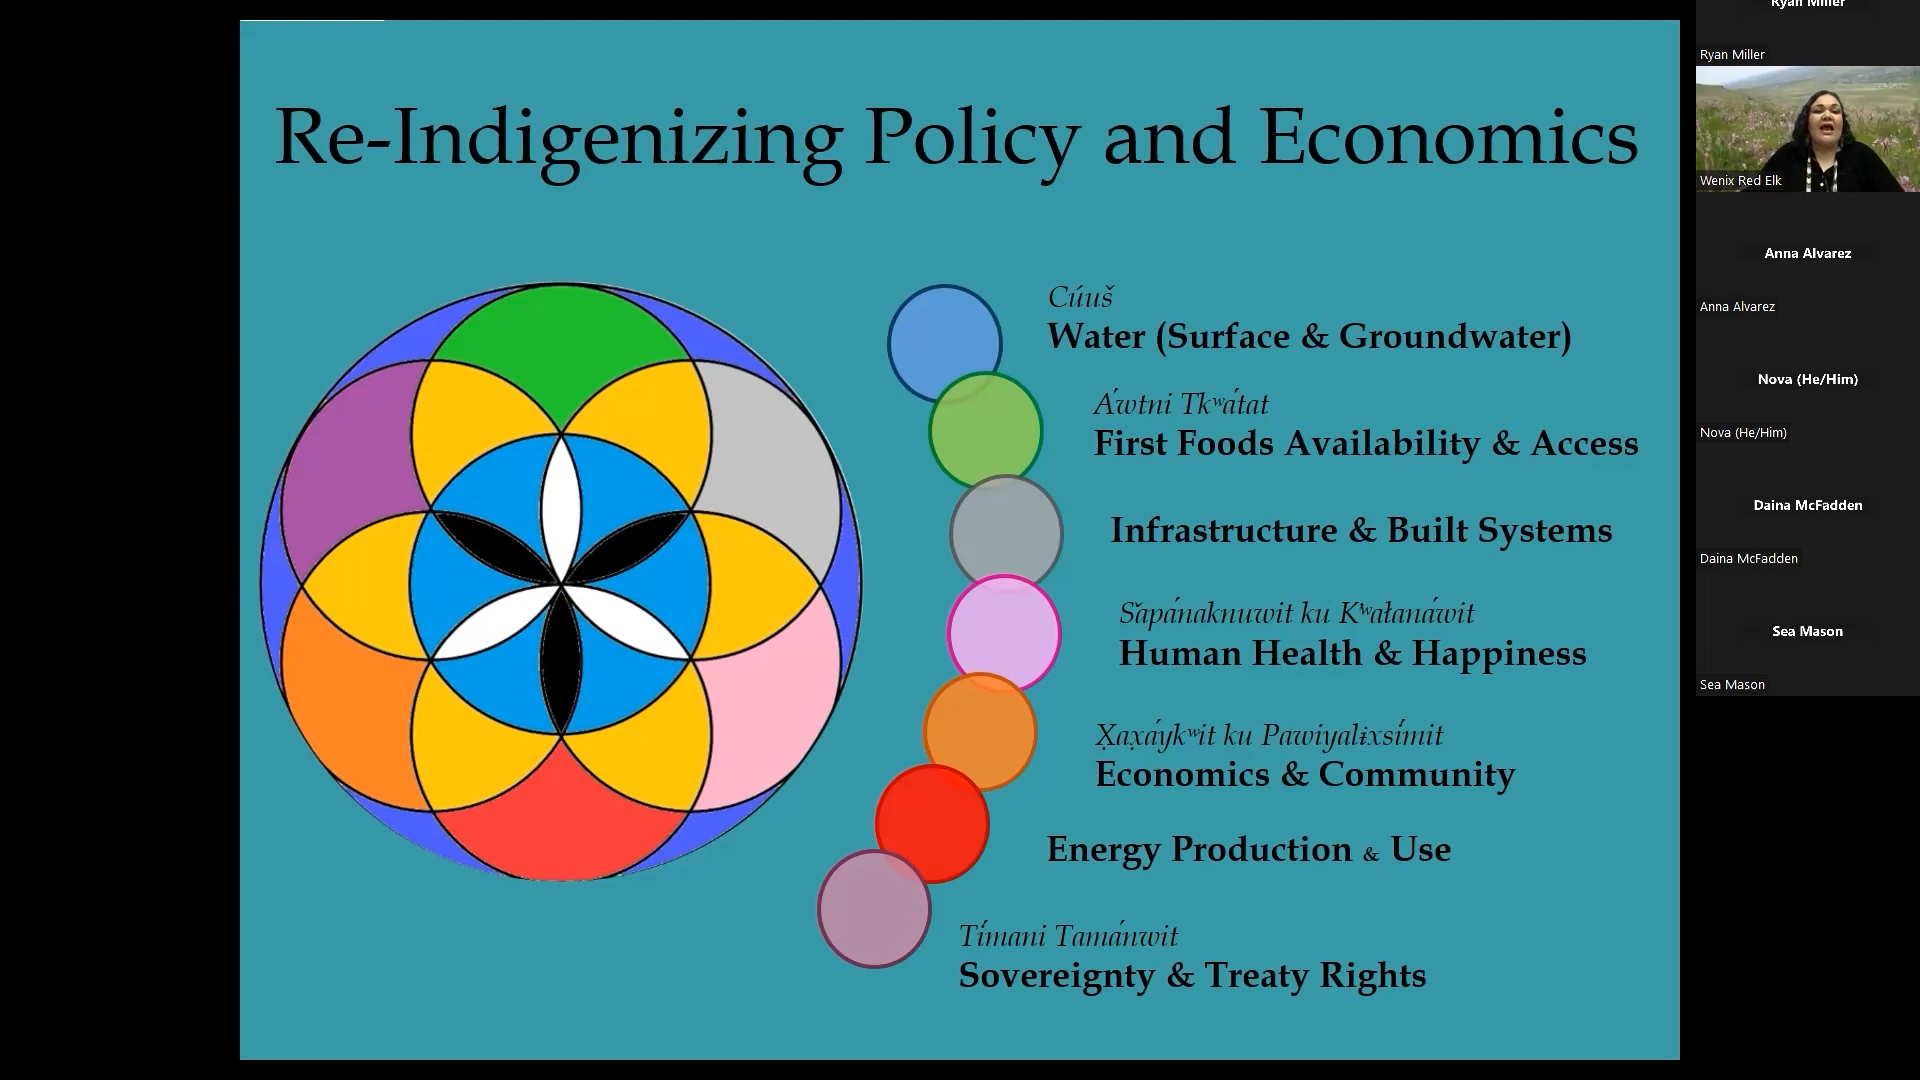 Re-Indigenizing Policy and Economics
Cúuš
Water (Surface & Groundwater)
Áwtni Tkʷátat
First Foods Availability & Access
Infrastructure & Built Systems
Šapánaknuwit ku K̓ʷałanáwit
Human Health & Happiness
X̣ax̣áykʷit ku Pawiyalɨxsímit
Economics & Community
Energy Production & Use
Tímani Tamánwit
Sovereignty & Treaty Rights
Ryan Miller
Ryan Miller
Wenix Red Elk
Anna Alvarez
Anna Alvarez
Nova (He/Him)
Nova (He/Him)
Daina McFadden
Daina McFadden
Sea Mason
Sea Mason